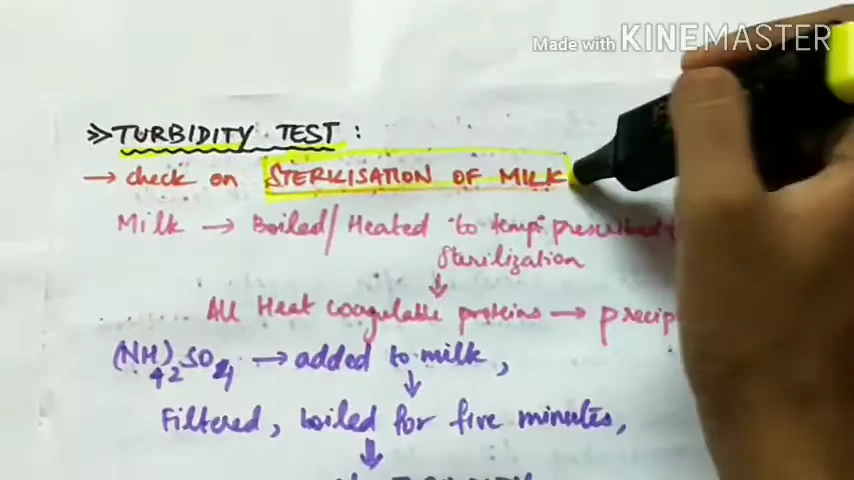 Made with KINEMASTER
≫ TURBIDITY TEST :
→ check on STERILISATION OF MILK
Milk → Boiled/Heated to temp.
Sterilization
↓
All Heat coagulable proteins →
(NH4)2SO4 → added to milk,
↓
Filtered, boiled for five minutes,
⇓